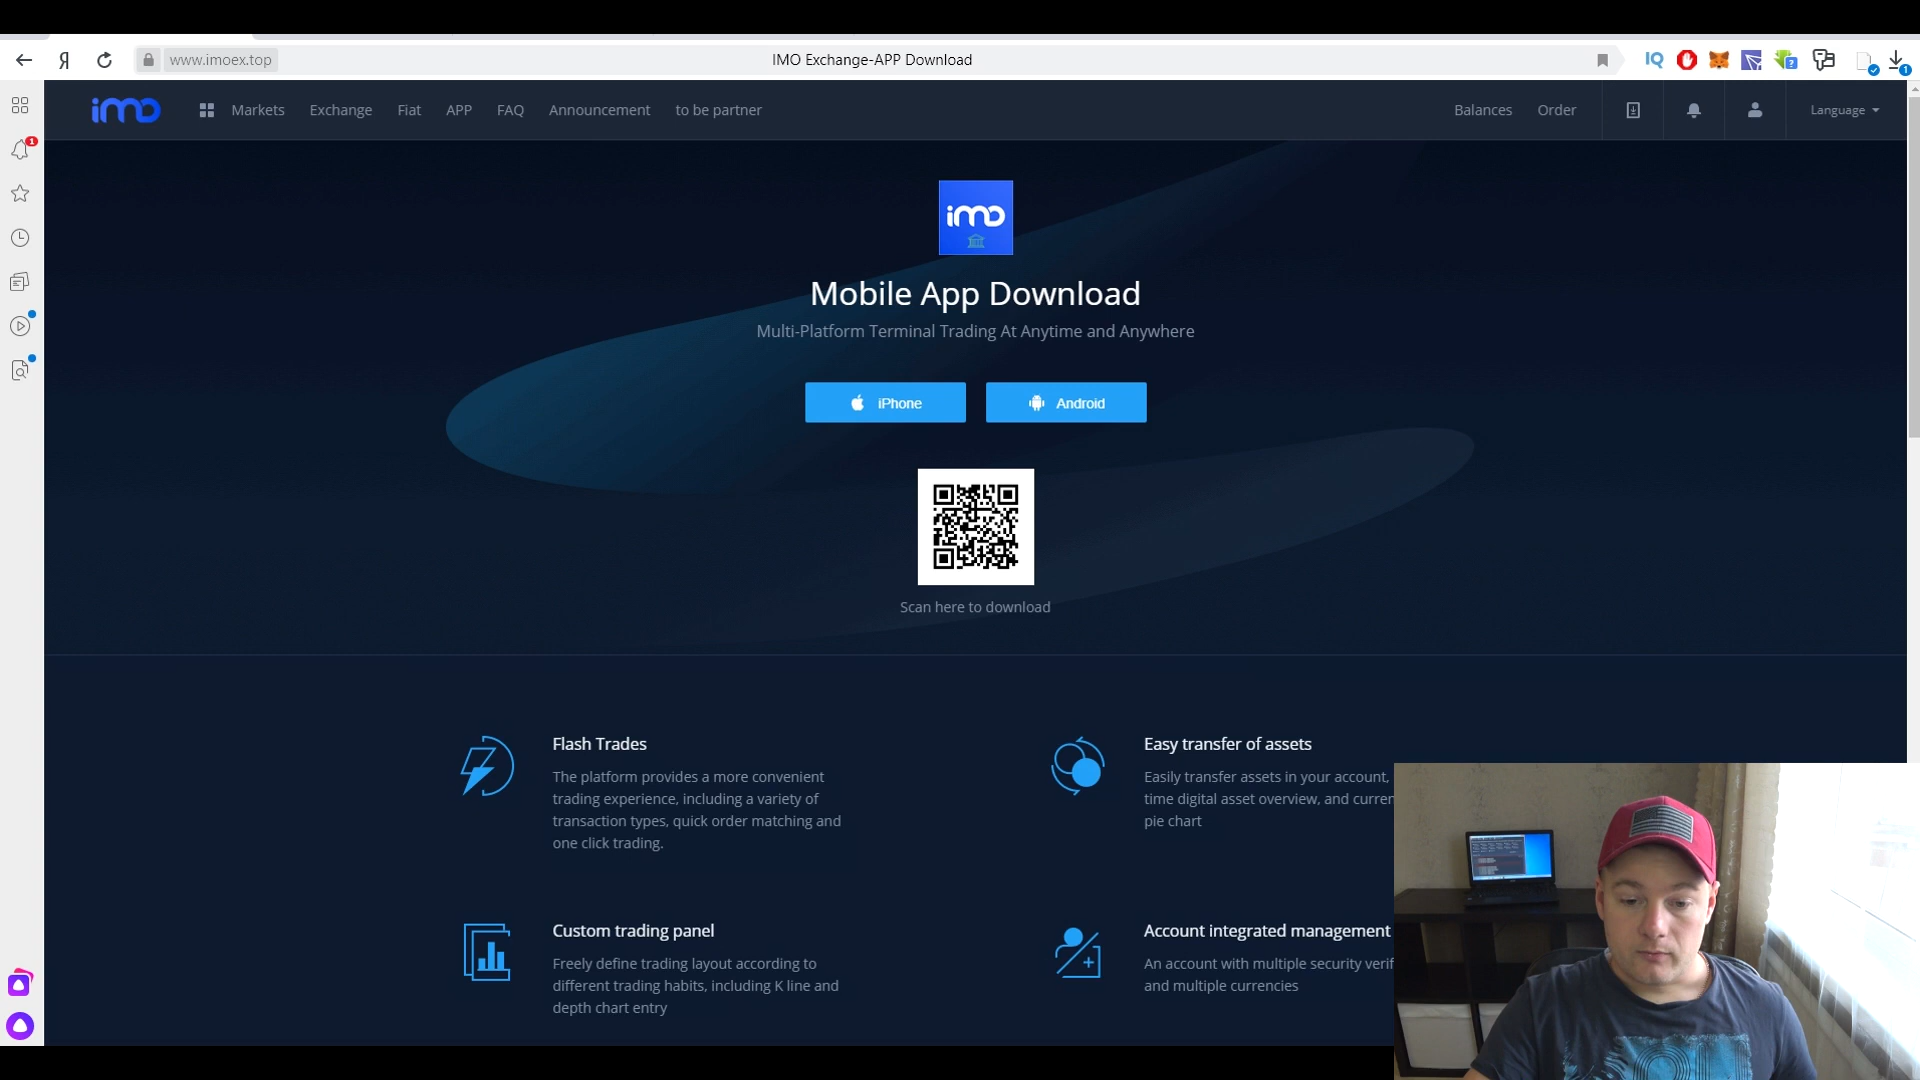 Я
www.imoex.top
IMO Exchange-APP Download
IQ
?
1
imo
Markets
Exchange
Fiat
APP
FAQ
Announcement
to be partner
Balances
Order
Language
1
imo
Mobile App Download
Multi-Platform Terminal Trading At Anytime and Anywhere
iPhone
Android
Scan here to download
Flash Trades
The platform provides a more convenient
trading experience, including a variety of
transaction types, quick order matching and
one click trading.
Easy transfer of assets
Easily transfer assets in your account,
time digital asset overview, and curren
pie chart
Custom trading panel
Freely define trading layout according to
different trading habits, including K line and
depth chart entry
Account integrated management
An account with multiple security verif
and multiple currencies